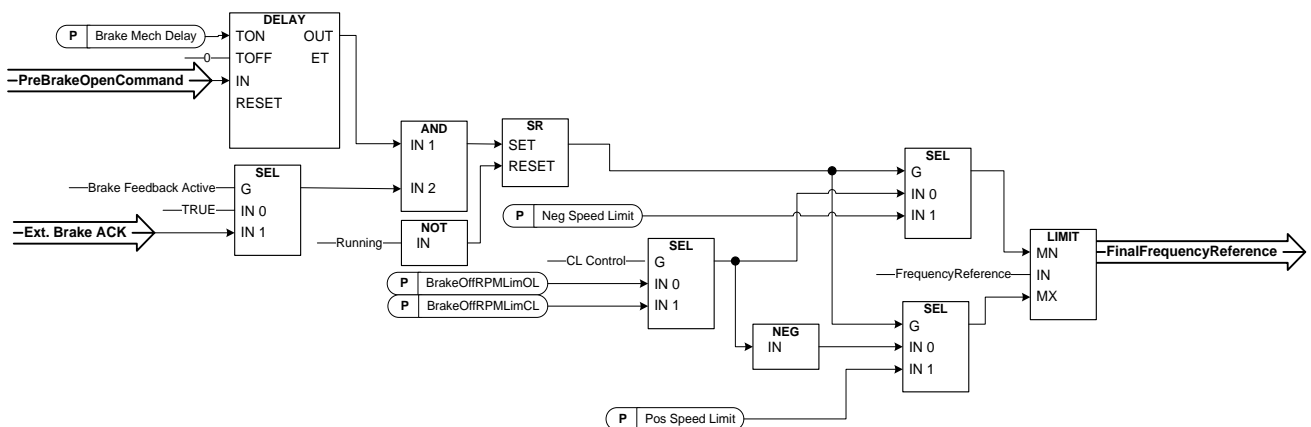 DELAY
P Brake Mech Delay
TON OUT
0 TOFF ET
PreBrakeOpenCommand IN
RESET
AND
IN 1
IN 2
SR
SET
RESET
SEL
Brake Feedback Active G
TRUE IN 0
Ext. Brake ACK IN 1
NOT
Running IN
SEL
G
IN 0
IN 1
P Neg Speed Limit
SEL
CL Control G
P BrakeOffRPMLimOL IN 0
P BrakeOffRPMLimCL IN 1
LIMIT
MN
FrequencyReference IN
MX
FinalFrequencyReference
NEG
IN
SEL
G
IN 0
IN 1
P Pos Speed Limit